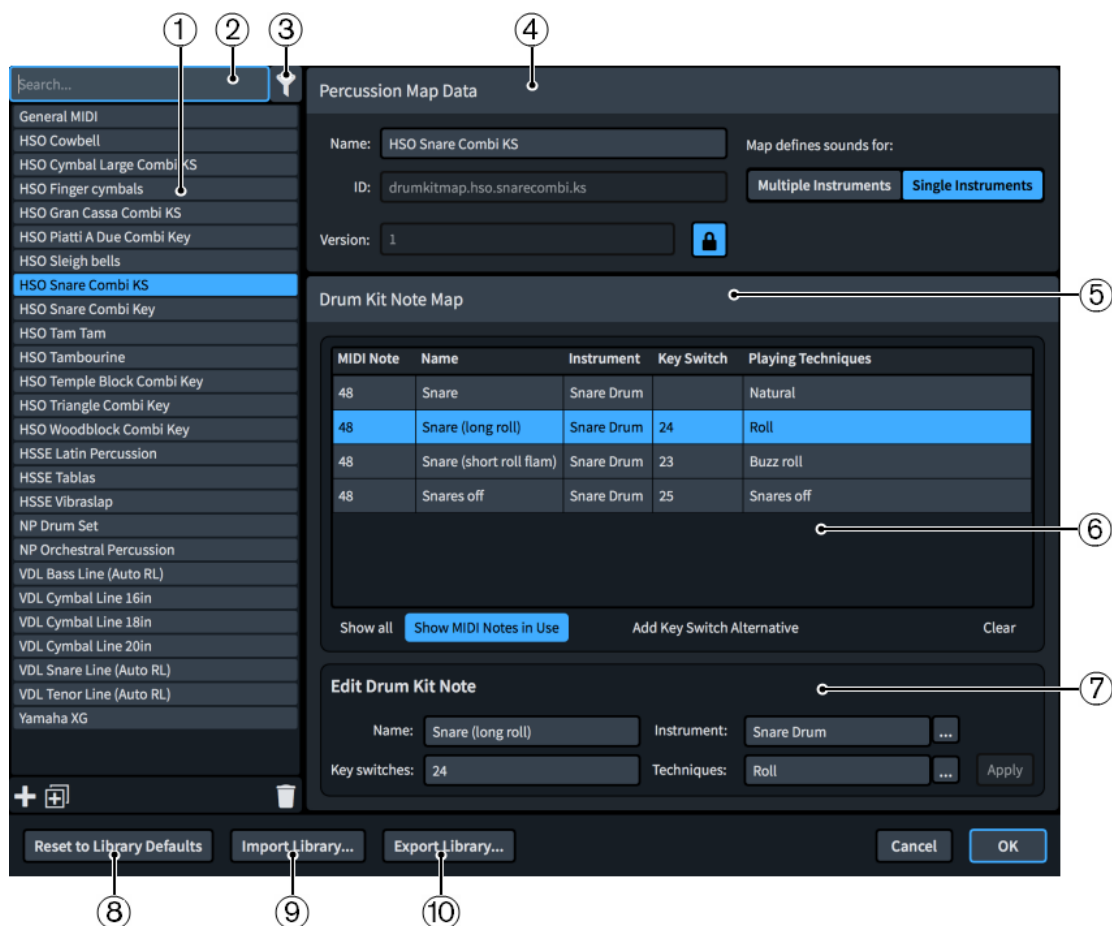 ① ② ③ ④
Search...
General MIDI
HSO Cowbell
HSO Cymbal Large Combi KS
HSO Finger cymbals
HSO Gran Cassa Combi KS
HSO Piatti A Due Combi Key
HSO Sleigh bells
HSO Snare Combi KS
HSO Snare Combi Key
HSO Tam Tam
HSO Tambourine
HSO Temple Block Combi Key
HSO Triangle Combi Key
HSO Woodblock Combi Key
HSSE Latin Percussion
HSSE Tablas
HSSE Vibraslap
NP Drum Set
NP Orchestral Percussion
VDL Bass Line (Auto RL)
VDL Cymbal Line 16in
VDL Cymbal Line 18in
VDL Cymbal Line 20in
VDL Snare Line (Auto RL)
VDL Tenor Line (Auto RL)
Yamaha XG
Percussion Map Data
Name: HSO Snare Combi KS
ID: drumkitmap.hso.snarecombi.ks
Version: 1
Map defines sounds for:
Multiple Instruments Single Instruments
Drum Kit Note Map
⑤
MIDI Note Name Instrument Key Switch Playing Techniques
48 Snare Snare Drum Natural
48 Snare (long roll) Snare Drum 24 Roll
48 Snare (short roll flam) Snare Drum 23 Buzz roll
48 Snares off Snare Drum 25 Snares off
⑥
Show all Show MIDI Notes in Use Add Key Switch Alternative Clear
Edit Drum Kit Note
⑦
Name: Snare (long roll) Instrument: Snare Drum ...
Key switches: 24 Techniques: Roll ... Apply
Reset to Library Defaults Import Library... Export Library... Cancel OK
⑧ ⑨ ⑩